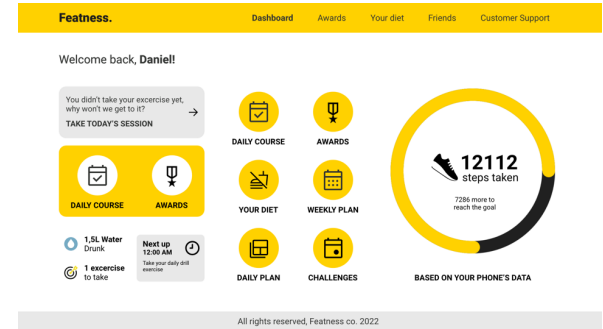 Featness.
Dashboard
Awards
Your diet
Friends
Customer Support
Welcome back, Daniel!
You didn't take your excercise yet,
why won't we get to it?
TAKE TODAY'S SESSION
DAILY COURSE
AWARDS
1,5L Water
Drunk
1 excercise
to take
Next up
12:00 AM
Take your daily drill
exercise
DAILY COURSE
AWARDS
YOUR DIET
WEEKLY PLAN
DAILY PLAN
CHALLENGES
12112
steps taken
7286 more to
reach the goal
BASED ON YOUR PHONE'S DATA
All rights reserved, Featness co. 2022